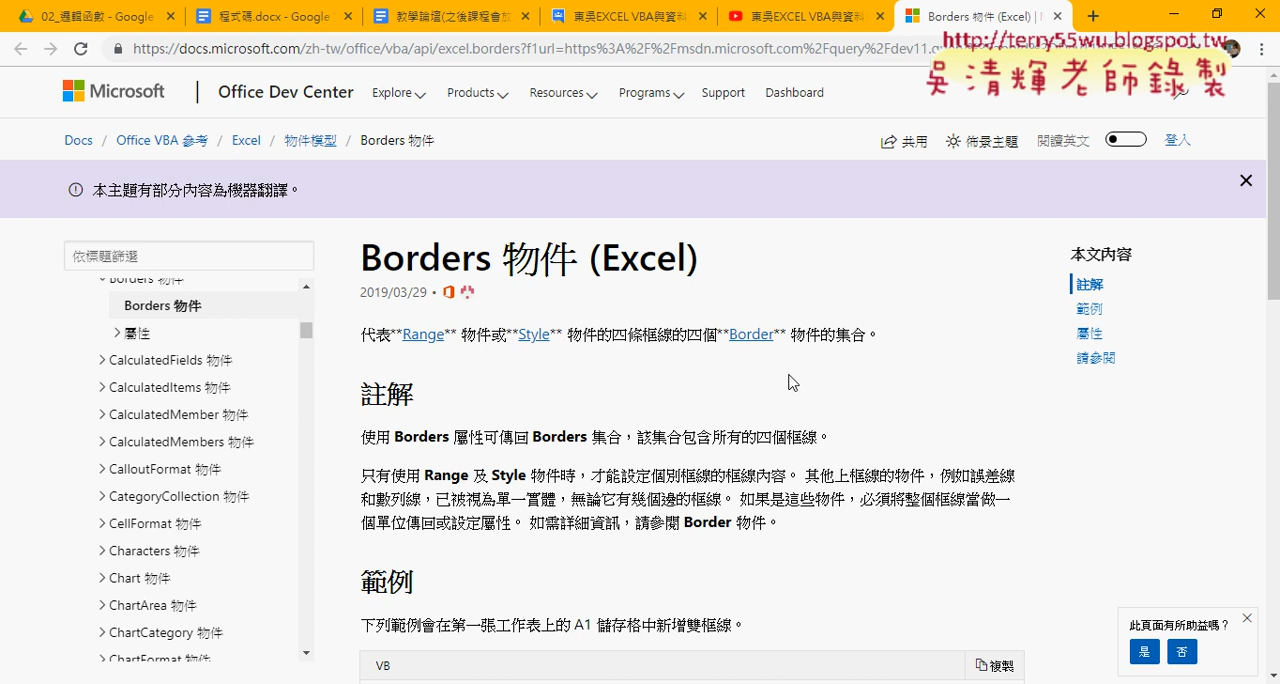 02_邏輯函數 - Google
程式碼.docx - Google
教學論壇(之後課程會放
東吳EXCEL VBA與資料
東吳EXCEL VBA與資料
Borders 物件 (Excel) |
https://docs.microsoft.com/zh-tw/office/vba/api/excel.borders?f1url=https%3A%2F%2Fmsdn.microsoft.com%2Fquery%2Fdev11.
http://terry55wu.blogspot.tw
吳清輝老師錄製
Microsoft
Office Dev Center
Explore
Products
Resources
Programs
Support
Dashboard
Docs / Office VBA 參考 / Excel / 物件模型 / Borders 物件
共用
佈景主題
閱讀英文
登入
本主題有部分內容為機器翻譯。
依標題篩選
Borders 物件
Borders 物件
屬性
CalculatedFields 物件
CalculatedItems 物件
CalculatedMember 物件
CalculatedMembers 物件
CalloutFormat 物件
CategoryCollection 物件
CellFormat 物件
Characters 物件
Chart 物件
ChartArea 物件
ChartCategory 物件
ChartFormat 物件
Borders 物件 (Excel)
2019/03/29 •
代表**Range** 物件或**Style** 物件的四條框線的四個**Border** 物件的集合。
註解
使用 Borders 屬性可傳回 Borders 集合，該集合包含所有的四個框線。
只有使用 Range 及 Style 物件時，才能設定個別框線的框線內容。 其他上框線的物件，例如誤差線
和數列線，已被視為單一實體，無論它有幾個邊的框線。 如果是這些物件，必須將整個框線當做一
個單位傳回或設定屬性。 如需詳細資訊，請參閱 Border 物件。
範例
下列範例會在第一張工作表上的 A1 儲存格中新增雙框線。
VB
複製
本文內容
註解
範例
屬性
請參閱
此頁面有所助益嗎？
是
否